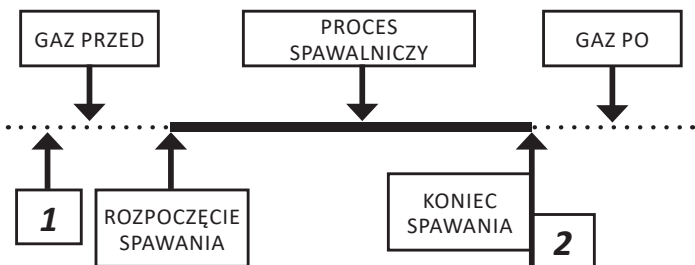 GAZ PRZED
PROCES
SPAWALNICZY
GAZ PO
1
ROZPOCZĘCIE
SPAWANIA
KONIEC
SPAWANIA
2